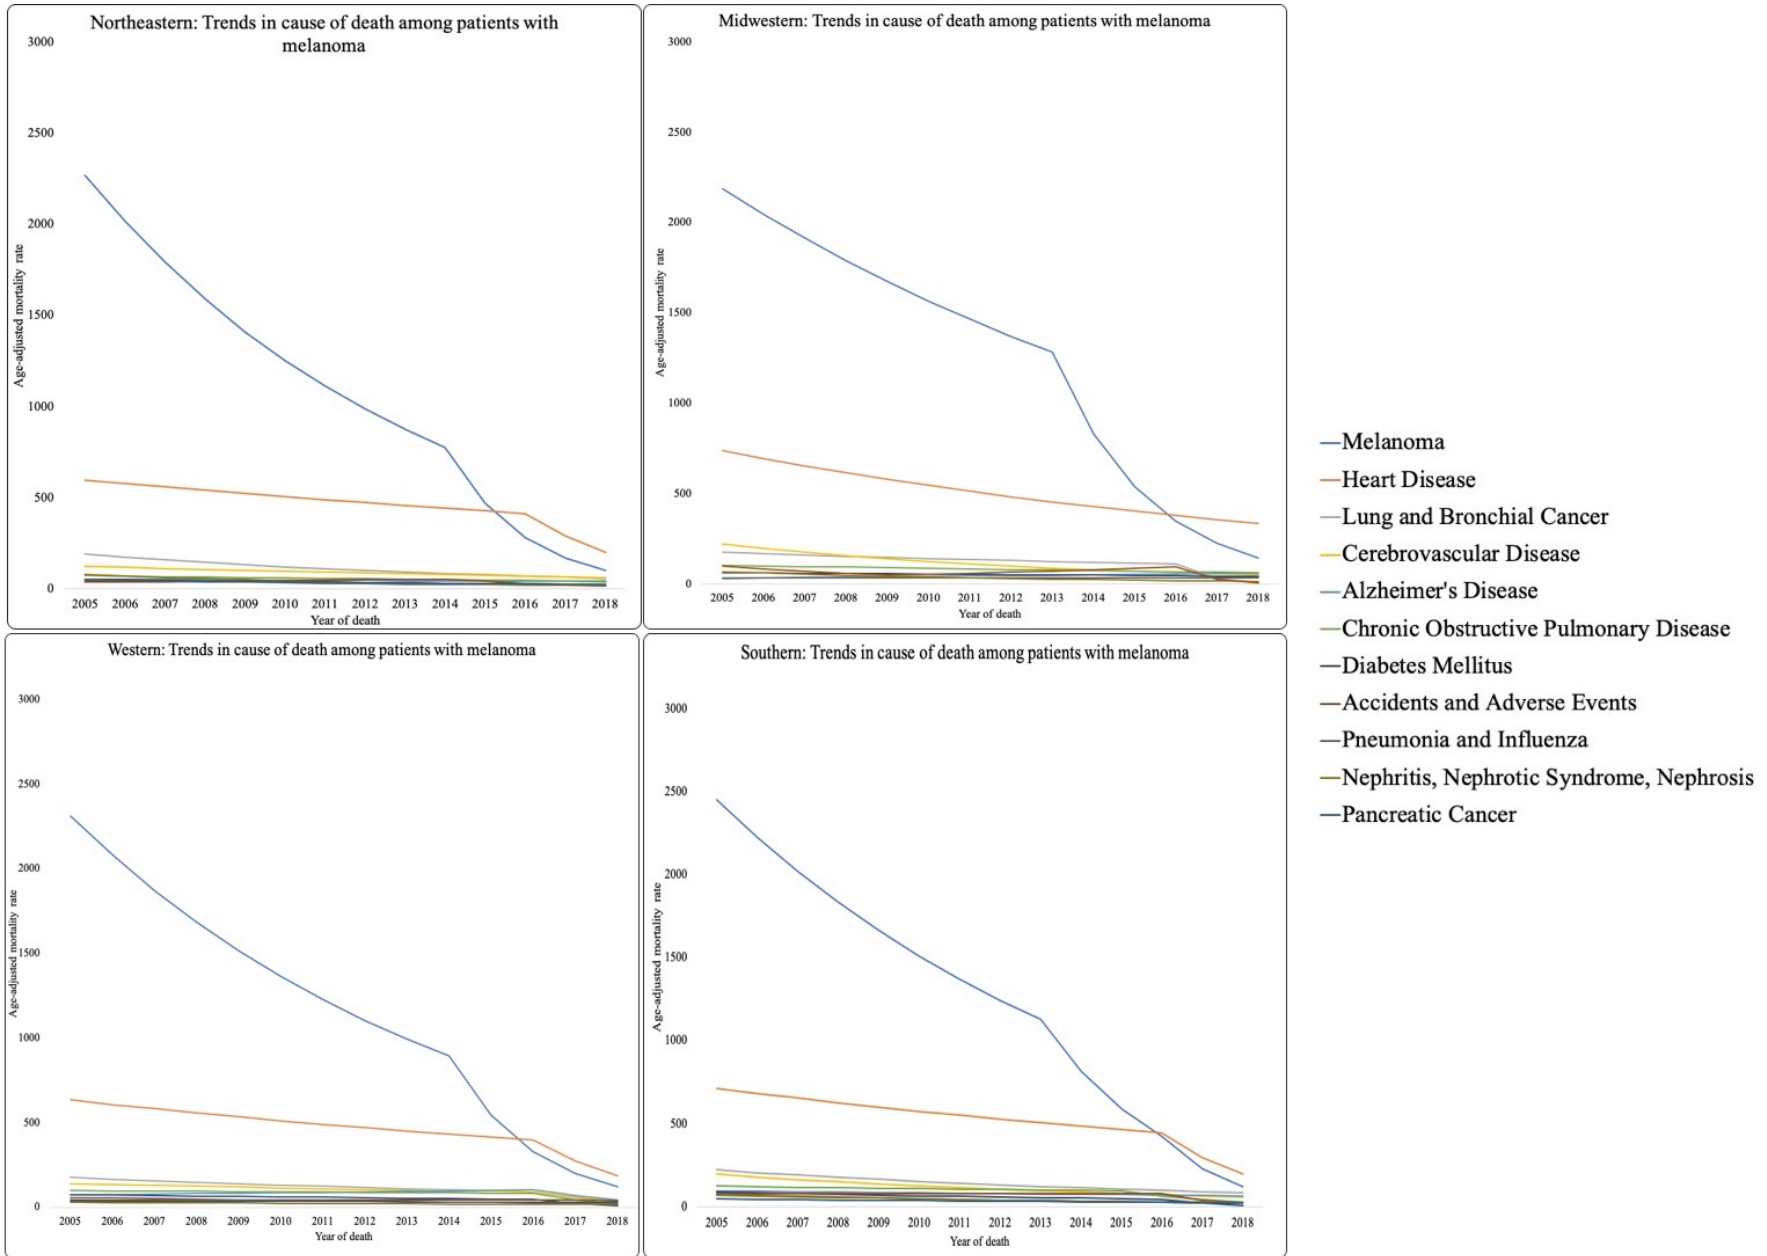 Northeastern: Trends in cause of death among patients with
melanoma
3000
2500
2000
1500
1000
500
0
Age-adjusted mortality rate
2005 2006 2007 2008 2009 2010 2011 2012 2013 2014 2015 2016 2017 2018
Year of death
Midwestern: Trends in cause of death among patients with melanoma
3000
2500
2000
1500
1000
500
0
Age-adjusted mortality rate
2005 2006 2007 2008 2009 2010 2011 2012 2013 2014 2015 2016 2017 2018
Year of death
Western: Trends in cause of death among patients with melanoma
3000
2500
2000
1500
1000
500
0
Age-adjusted mortality rate
2005 2006 2007 2008 2009 2010 2011 2012 2013 2014 2015 2016 2017 2018
Year of death
Southern: Trends in cause of death among patients with melanoma
3000
2500
2000
1500
1000
500
0
Age-adjusted mortality rate
2005 2006 2007 2008 2009 2010 2011 2012 2013 2014 2015 2016 2017 2018
Year of death
Melanoma
Heart Disease
Lung and Bronchial Cancer
Cerebrovascular Disease
Alzheimer's Disease
Chronic Obstructive Pulmonary Disease
Diabetes Mellitus
Accidents and Adverse Events
Pneumonia and Influenza
Nephritis, Nephrotic Syndrome, Nephrosis
Pancreatic Cancer